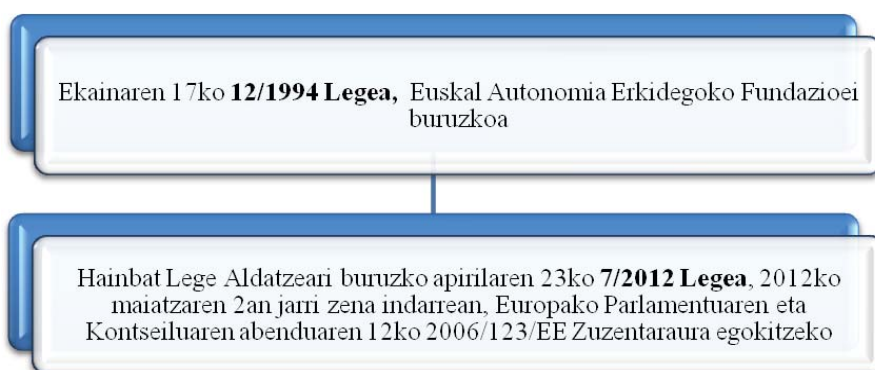 Ekainaren 17ko 12/1994 Legea, Euskal Autonomia Erkidegoko Fundazioei
buruzkoa
Hainbat Lege Aldatzeari buruzko apirilaren 23ko 7/2012 Legea, 2012ko
maiatzaren 2an jarri zena indarrean, Europako Parlamentuaren eta
Kontseiluaren abenduaren 12ko 2006/123/EE Zuzentaraura egokitzeko